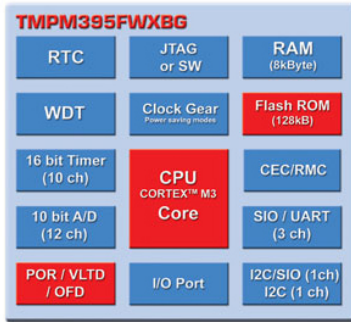 TMPM395FWXBG
RTC
JTAG
or SW
RAM
(8kByte)
WDT
Clock Gear
Power saving modes
Flash ROM
(128kB)
16 bit Timer
(10 ch)
CPU
CORTEX™ M3
Core
CEC/RMC
10 bit A/D
(12 ch)
SIO / UART
(3 ch)
POR / VLTD
/ OFD
I/O Port
I2C/SIO (1ch)
I2C (1 ch)